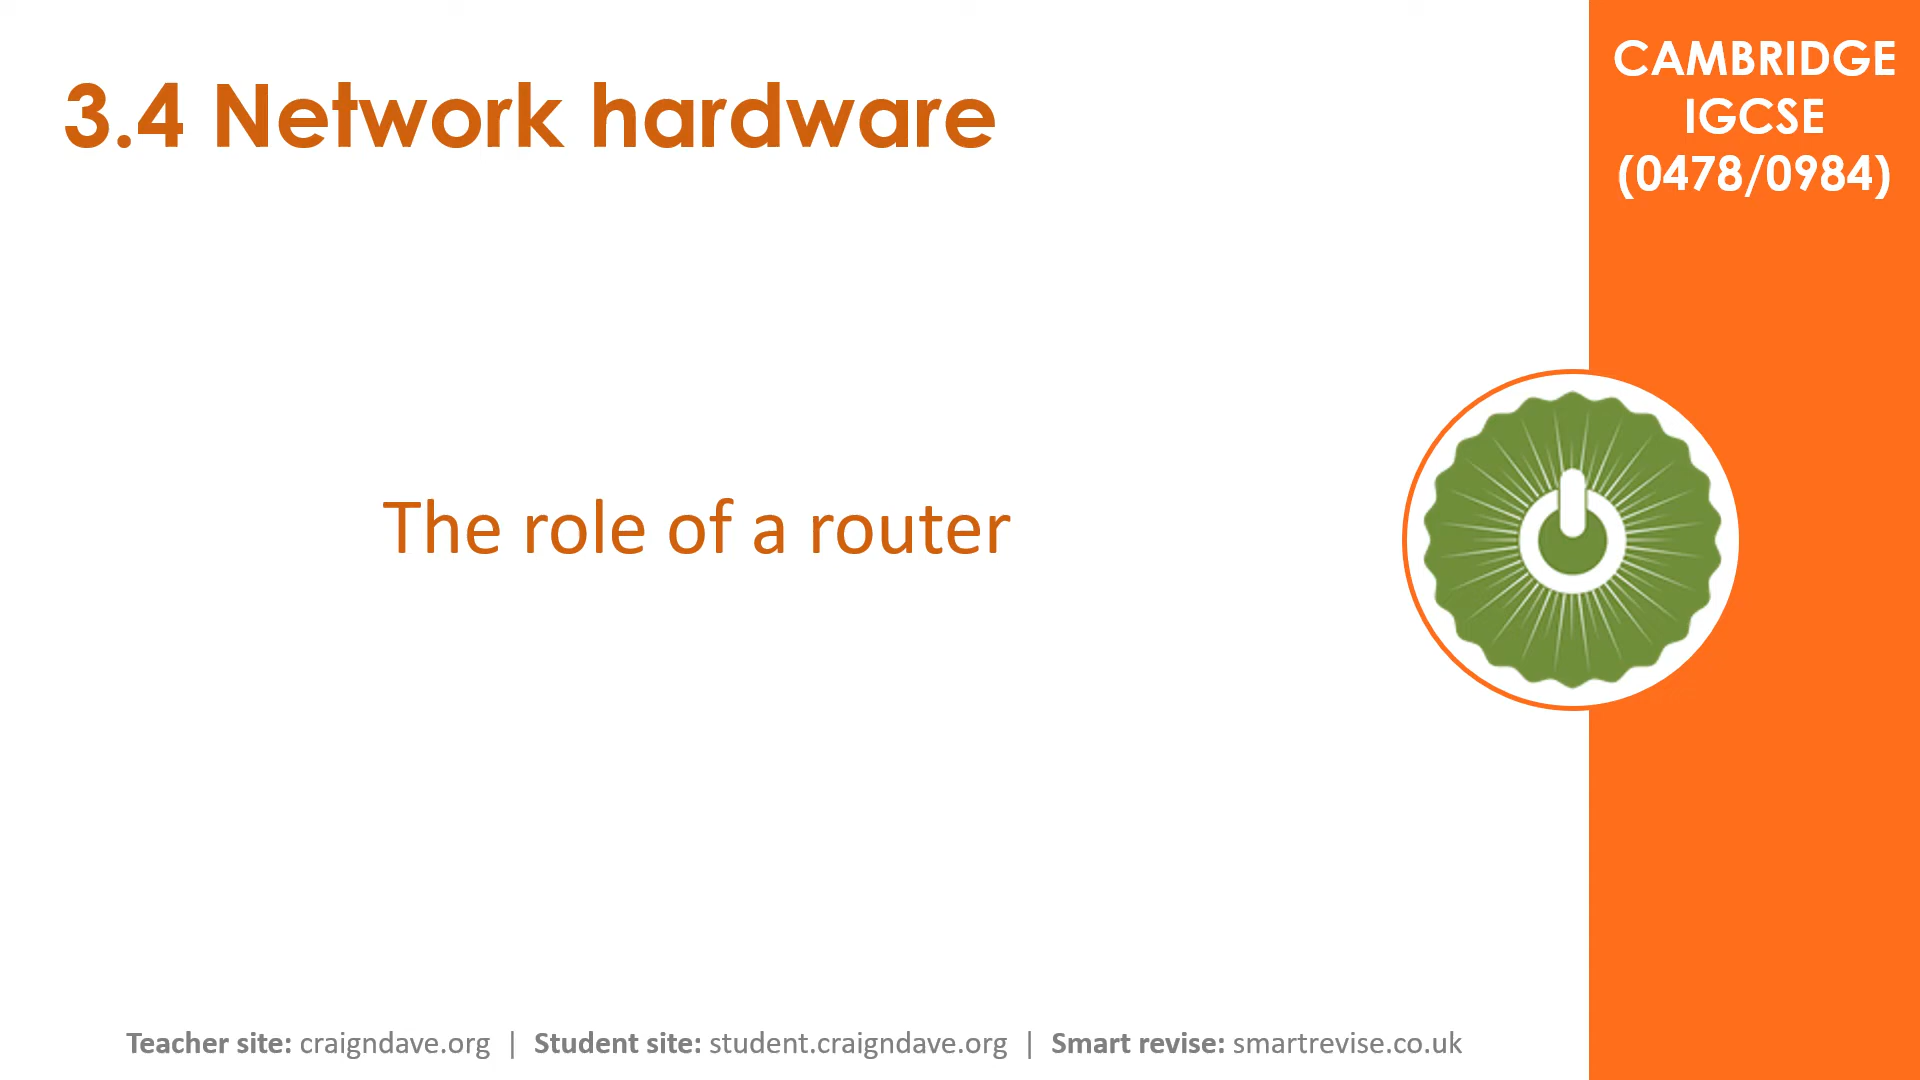 3.4 Network hardware
CAMBRIDGE
IGCSE
(0478/0984)
The role of a router
Teacher site: craigndave.org | Student site: student.craigndave.org | Smart revise: smartrevise.co.uk